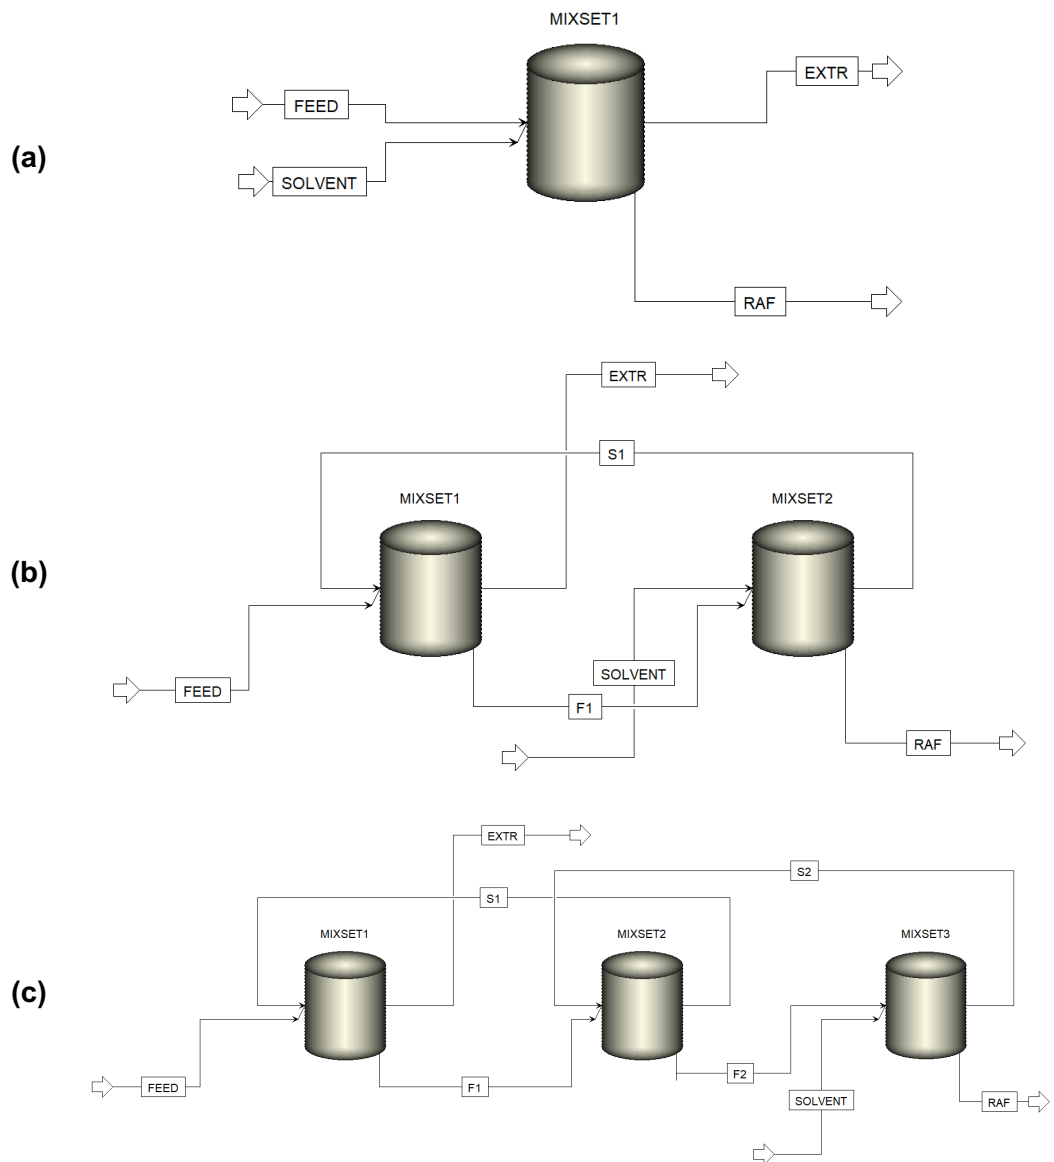 MIXSET1
EXTR
FEED
(a)
SOLVENT
RAF
EXTR
S1
MIXSET1
MIXSET2
(b)
SOLVENT
FEED
F1
RAF
EXTR
S2
S1
MIXSET1
MIXSET2
MIXSET3
(c)
F2
FEED
F1
SOLVENT
RAF